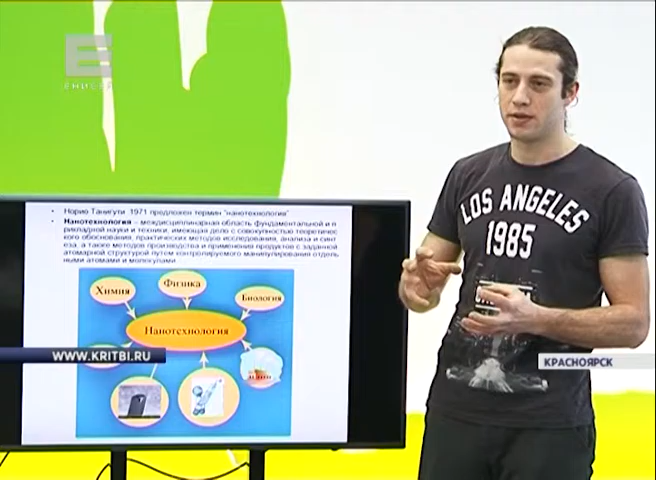 ЕНИСЕЙ
• Норио Танигути 1971 предложен термин "нанотехнология"
• Нанотехнология – междисциплинарная область фундаментальной и п
рикладной науки и техники, имеющая дело с совокупностью теоретичес
кого обоснования, практических методов исследования, анализа и синт
еза, а также методов производства и применения продуктов с заданной
атомарной структурой путем контролируемого манипулирования отдель
ными атомами и молекулами
Химия
Физика
Биология
Нанотехнология
LOS ANGELES
1985
WWW.KRITBI.RU
КРАСНОЯРСК